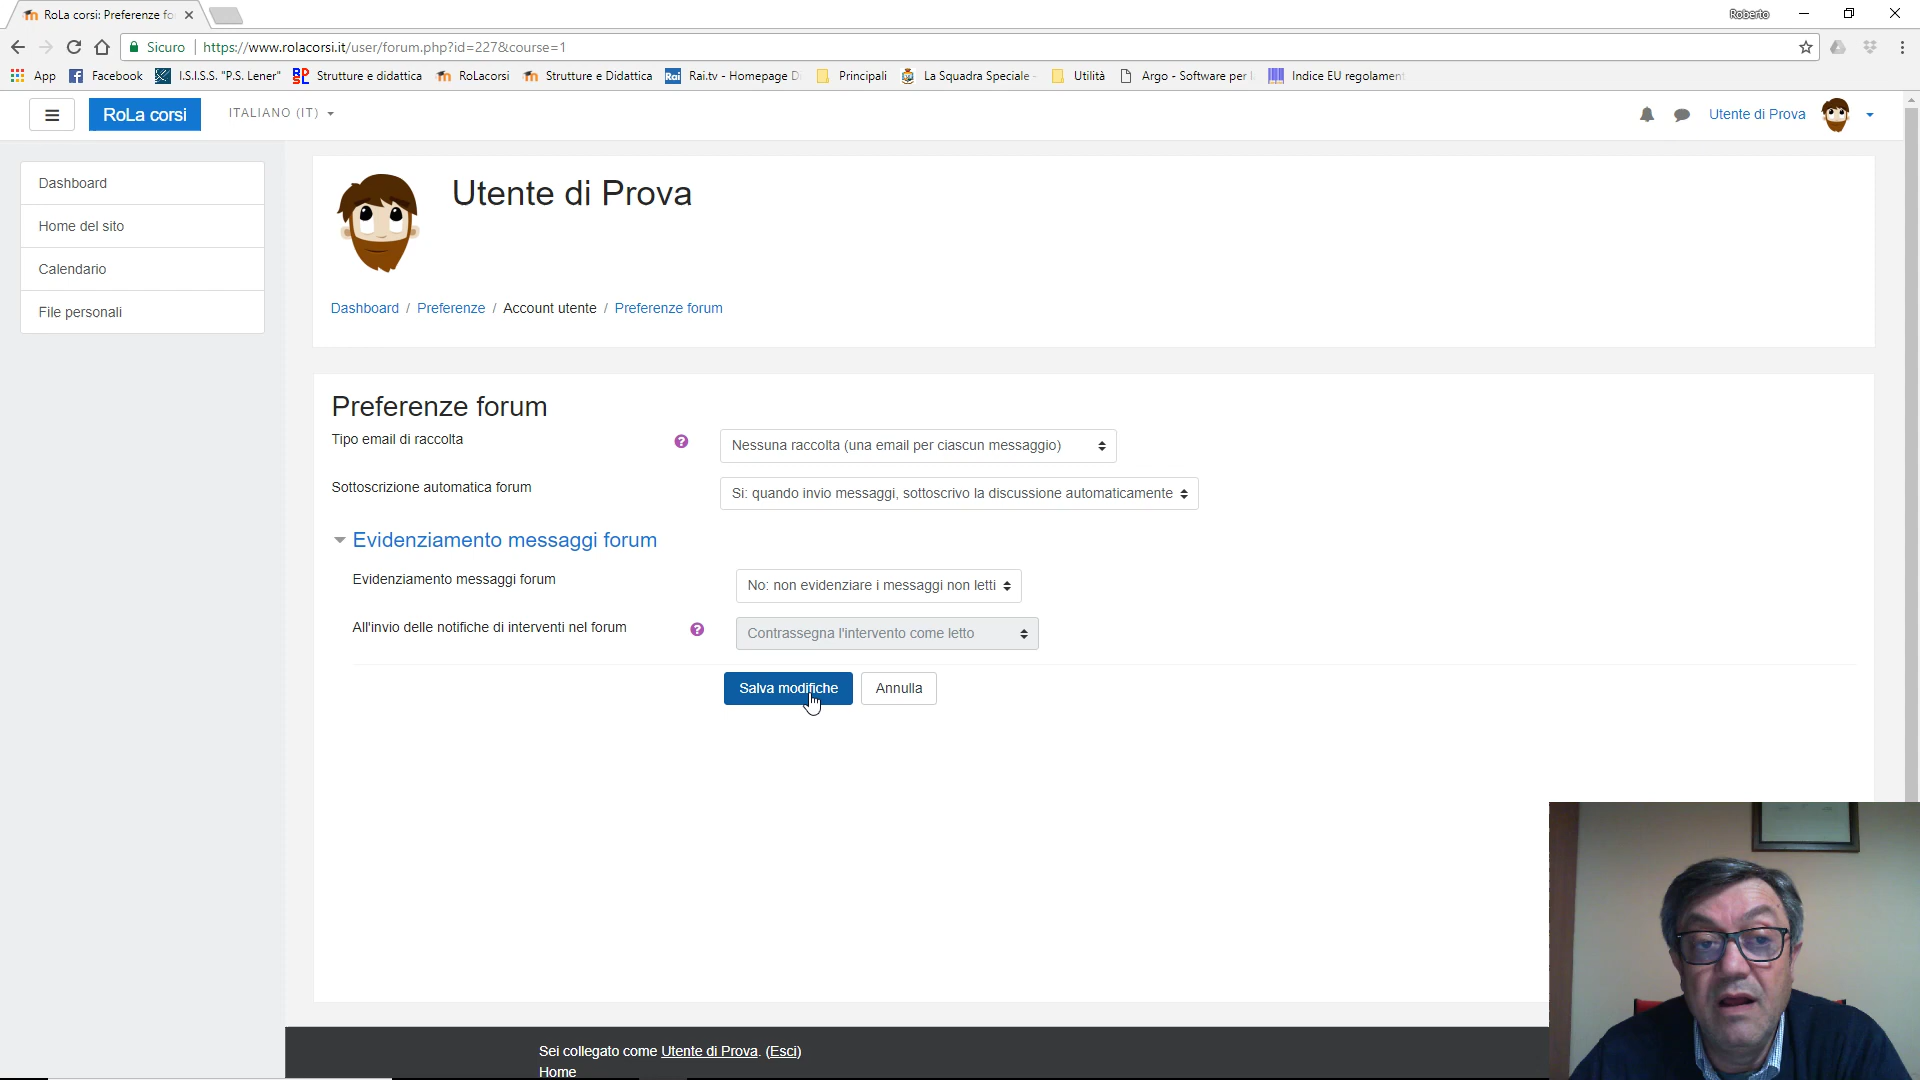 RoLa corsi: Preferenze fo
Roberto
Sicuro https://www.rolacorsi.it/user/forum.php?id=227&course=1
App Facebook I.S.I.S.S. "P.S. Lener" Strutture e didattica RoLacorsi Strutture e Didattica Rai Rai.tv - Homepage Principali La Squadra Speciale Utilità Argo - Software per Indice EU regolamen
RoLa corsi ITALIANO (IT) Utente di Prova
Dashboard
Home del sito
Calendario
File personali
Utente di Prova
Dashboard / Preferenze / Account utente / Preferenze forum
Preferenze forum
Tipo email di raccolta ? Nessuna raccolta (una email per ciascun messaggio)
Sottoscrizione automatica forum Si: quando invio messaggi, sottoscrivo la discussione automaticamente
Evidenziamento messaggi forum
Evidenziamento messaggi forum No: non evidenziare i messaggi non letti
All'invio delle notifiche di interventi nel forum ? Contrassegna l'intervento come letto
Salva modifiche Annulla
Sei collegato come Utente di Prova. (Esci)
Home